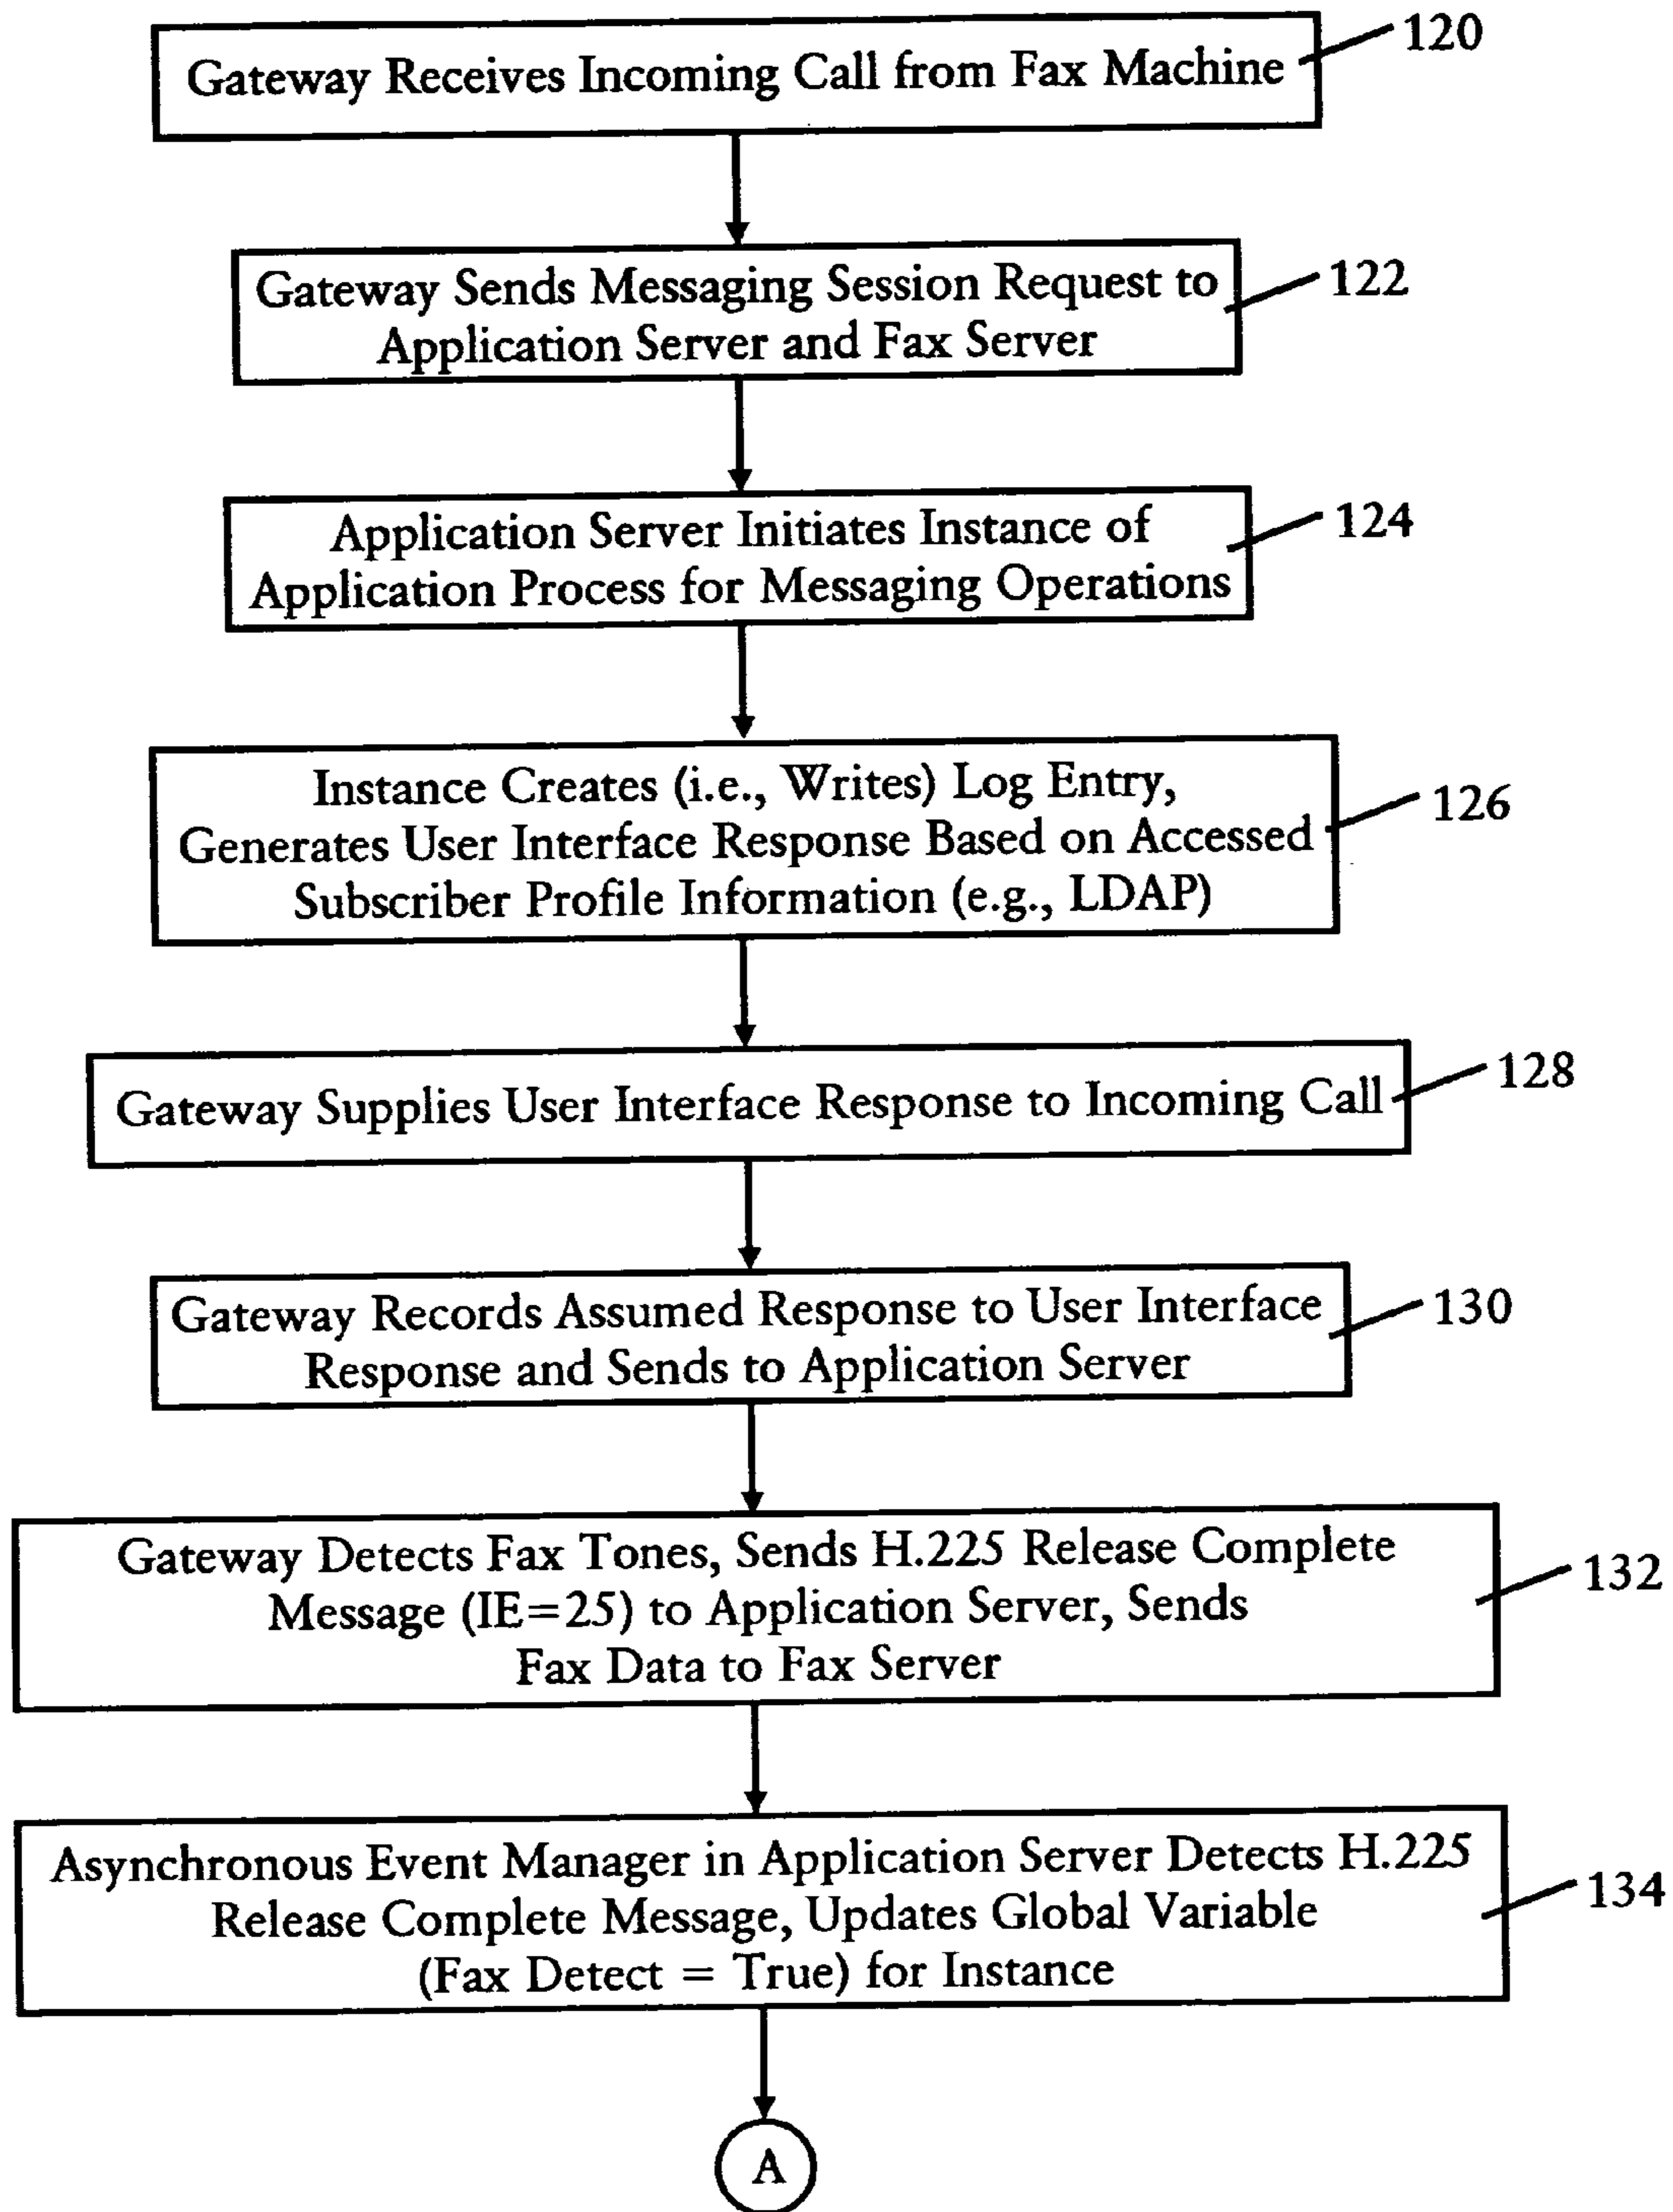 Gateway Receives Incoming Call from Fax Machine
120
Gateway Sends Messaging Session Request to
Application Server and Fax Server
122
Application Server Initiates Instance of
Application Process for Messaging Operations
124
Instance Creates (i.e., Writes) Log Entry,
Generates User Interface Response Based on Accessed
Subscriber Profile Information (e.g., LDAP)
126
Gateway Supplies User Interface Response to Incoming Call
128
Gateway Records Assumed Response to User Interface
Response and Sends to Application Server
130
Gateway Detects Fax Tones, Sends H.225 Release Complete
Message (IE=25) to Application Server, Sends
Fax Data to Fax Server
132
Asynchronous Event Manager in Application Server Detects H.225
Release Complete Message, Updates Global Variable
(Fax Detect = True) for Instance
134
A